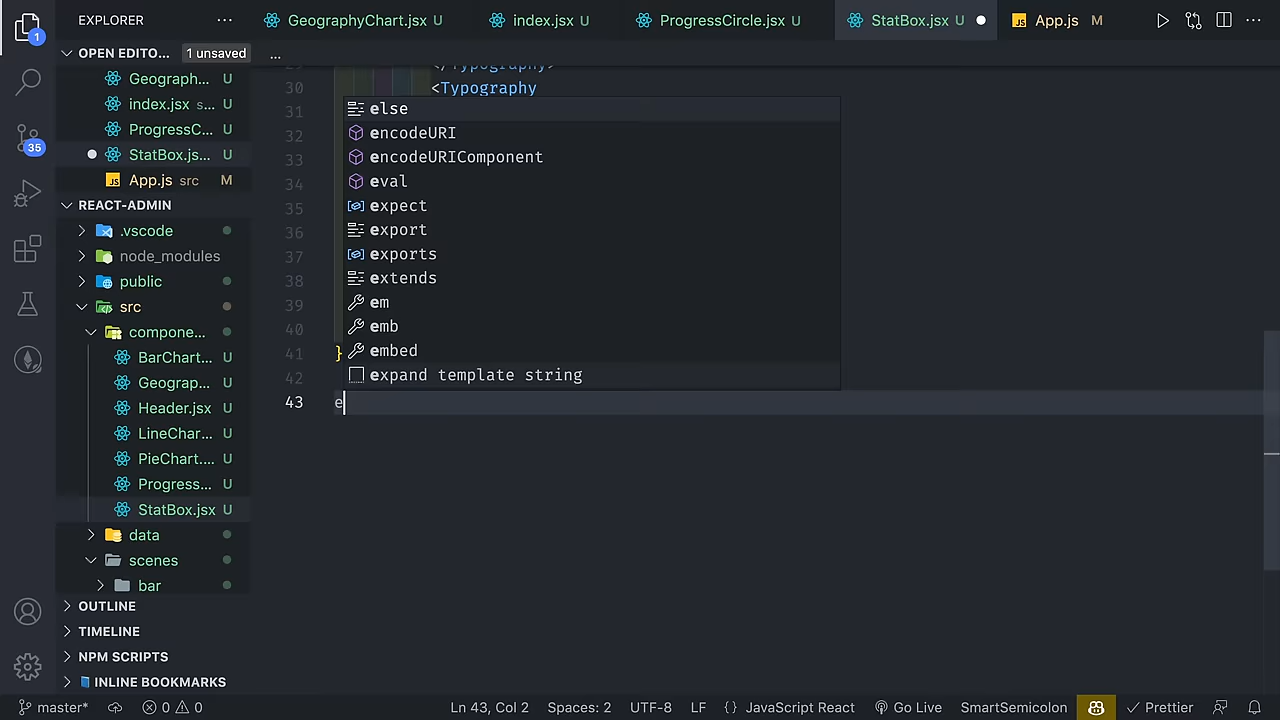 EXPLORER
GeographyChart.jsx U
index.jsx U
ProgressCircle.jsx U
StatBox.jsx U
App.js M
1
OPEN EDITO...
1 unsaved
...
Geograph... U
index.jsx s... U
ProgressC... U
StatBox.js... U
App.js src M
REACT-ADMIN
.vscode
node_modules
public
src
compone...
BarChart... U
Geograp... U
Header.jsx U
LineChar... U
PieChart.... U
Progress... U
StatBox.jsx U
data
scenes
bar
OUTLINE
TIMELINE
NPM SCRIPTS
INLINE BOOKMARKS
35
</Typography>
30 <Typography
31
32
33
34
35
36
37
38
39
40
41 }
42
43 e
else
encodeURI
encodeURIComponent
eval
expect
export
exports
extends
em
emb
embed
expand template string
master*
0 0
Ln 43, Col 2
Spaces: 2
UTF-8
LF
{} JavaScript React
Go Live
SmartSemicolon
Prettier